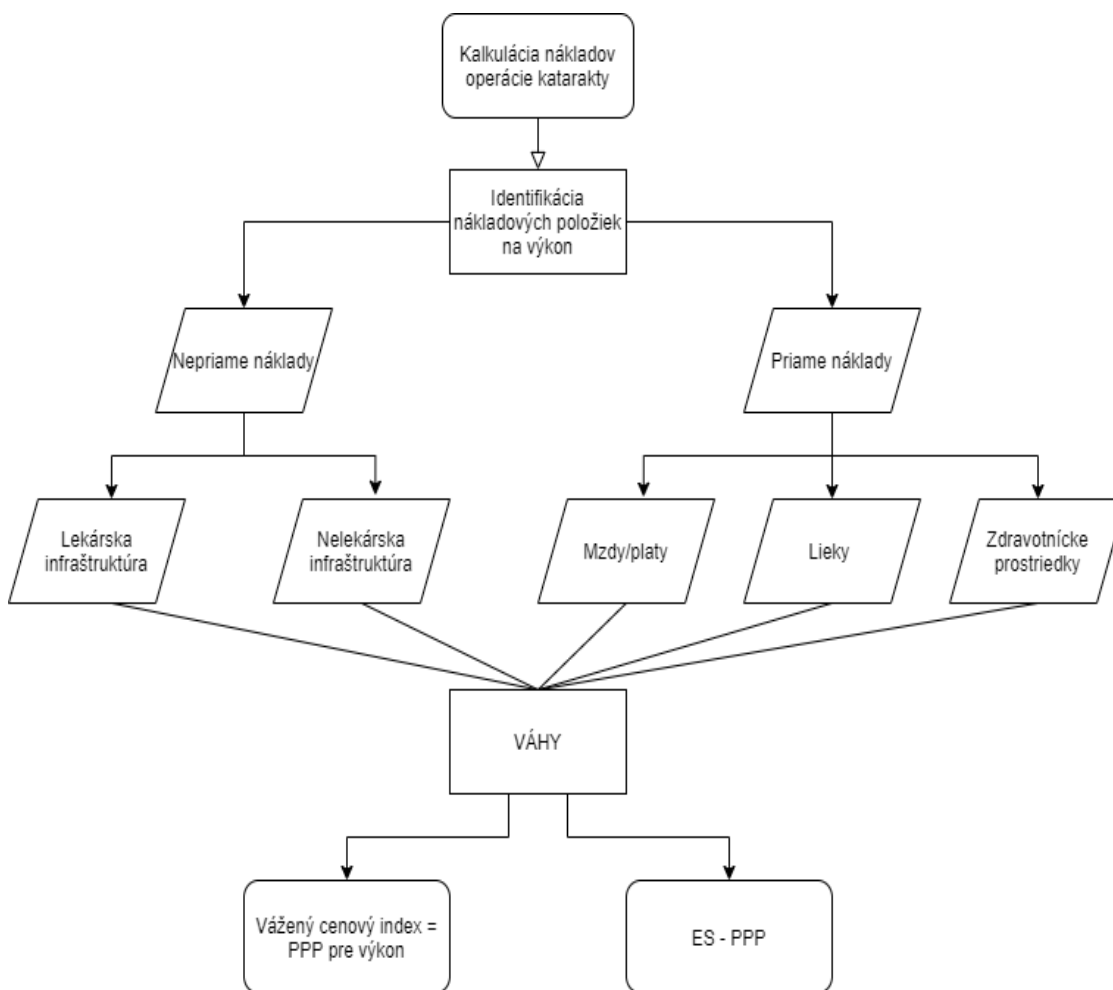 Kalkulácia nákladov
operácie katarakty
Identifikácia
nákladových položiek
na výkon
Nepriame náklady
Priame náklady
Lekárska
infraštruktúra
Nelekárska
infraštruktúra
Mzdy/platy
Lieky
Zdravotnícke
prostriedky
VÁHY
Vážený cenový index =
PPP pre výkon
ES - PPP